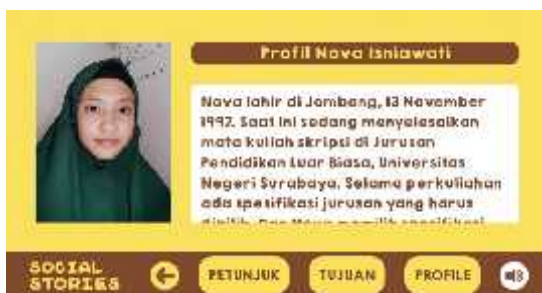 Profil Nova Isniawati
Nova lahir di Jombang, 13 November
1997. Saat ini sedang menyelesaikan
mata kuliah skripsi di Jurusan
Pendidikan Luar Biasa, Universitas
Negeri Surabaya. Selama perkuliahan
ada spesifikasi jurusan yang harus
SOCIAL
STORIES
PETUNJUK
TUJUAN
PROFILE